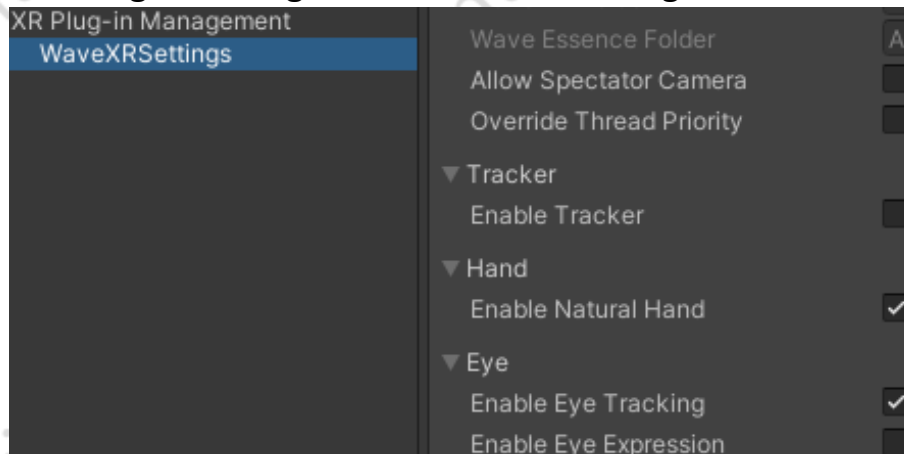 XR Plug-in Management
WaveXRSettings
Wave Essence Folder
A
Allow Spectator Camera
Override Thread Priority
Tracker
Enable Tracker
Hand
Enable Natural Hand
Eye
Enable Eye Tracking
Enable Eye Expression